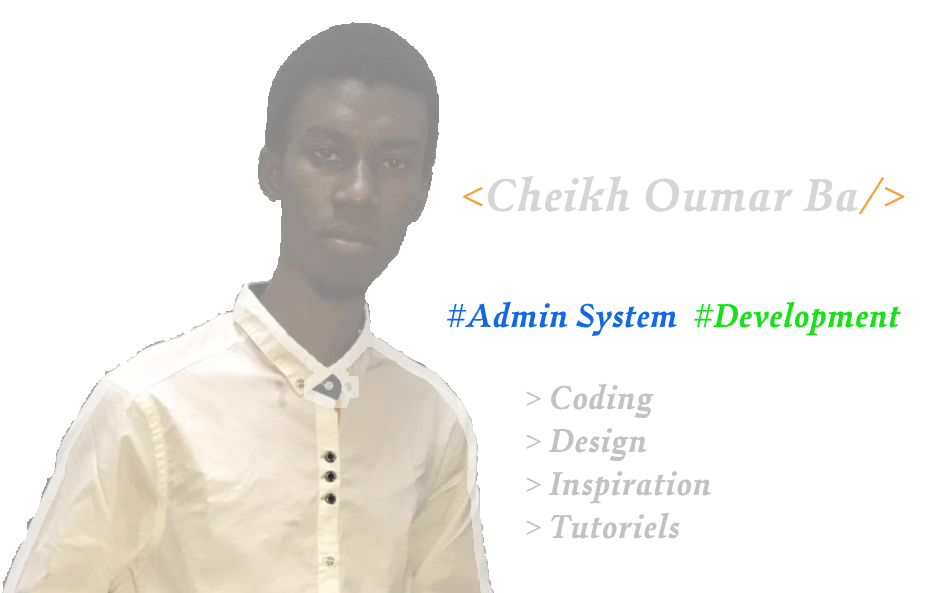 <Cheikh Oumar Ba/>
#Admin System #Development
> Coding
> Design
> Inspiration
> Tutoriels